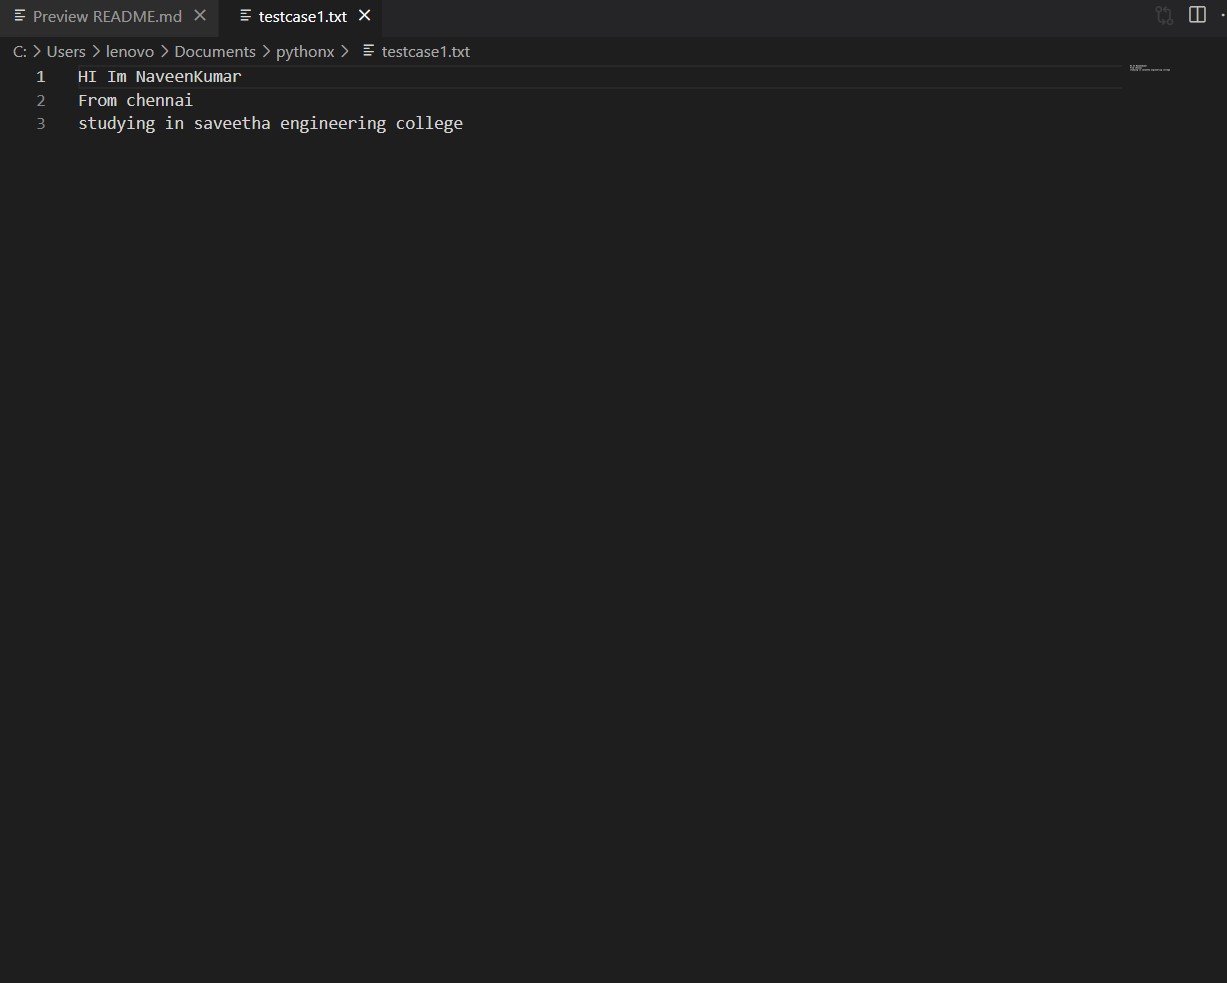 Preview README.md testcase1.txt
C: > Users > lenovo > Documents > pythonx > testcase1.txt
1 HI Im NaveenKumar
2 From chennai
3 studying in saveetha engineering college